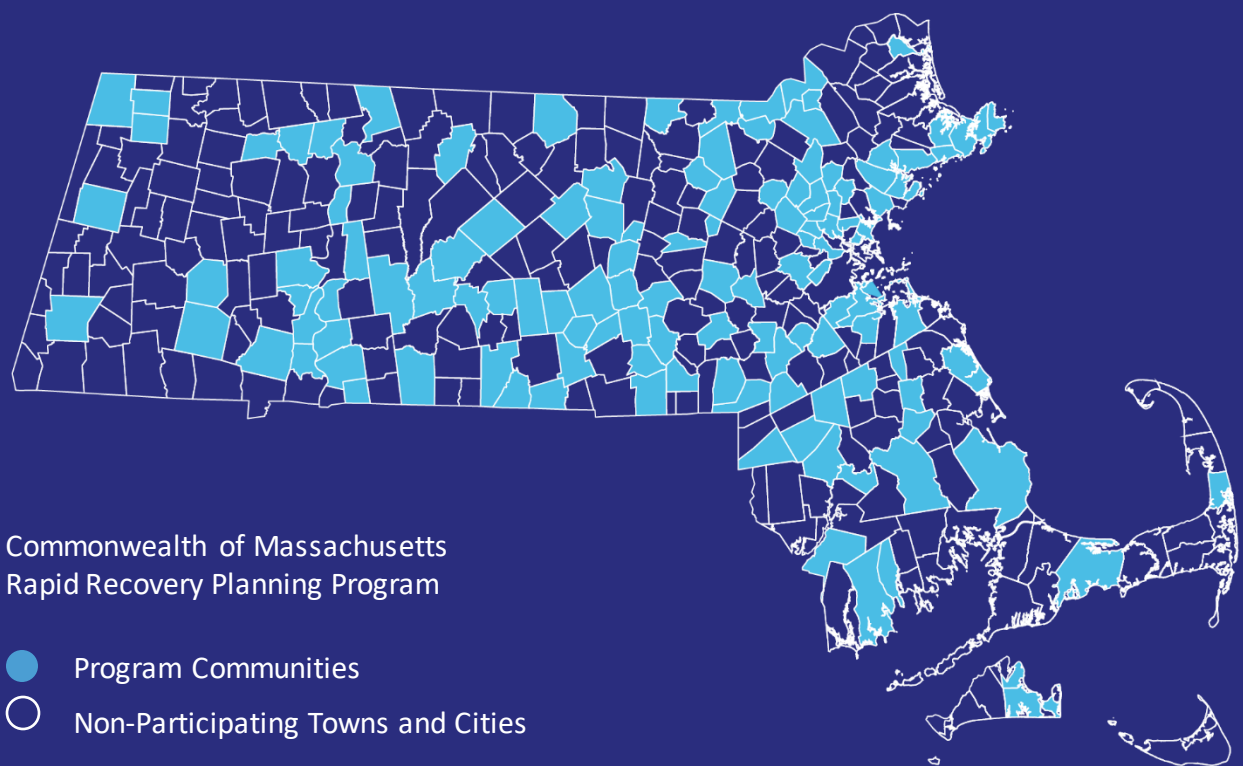 Commonwealth of Massachusetts
Rapid Recovery Planning Program
Program Communities
Non-Participating Towns and Cities